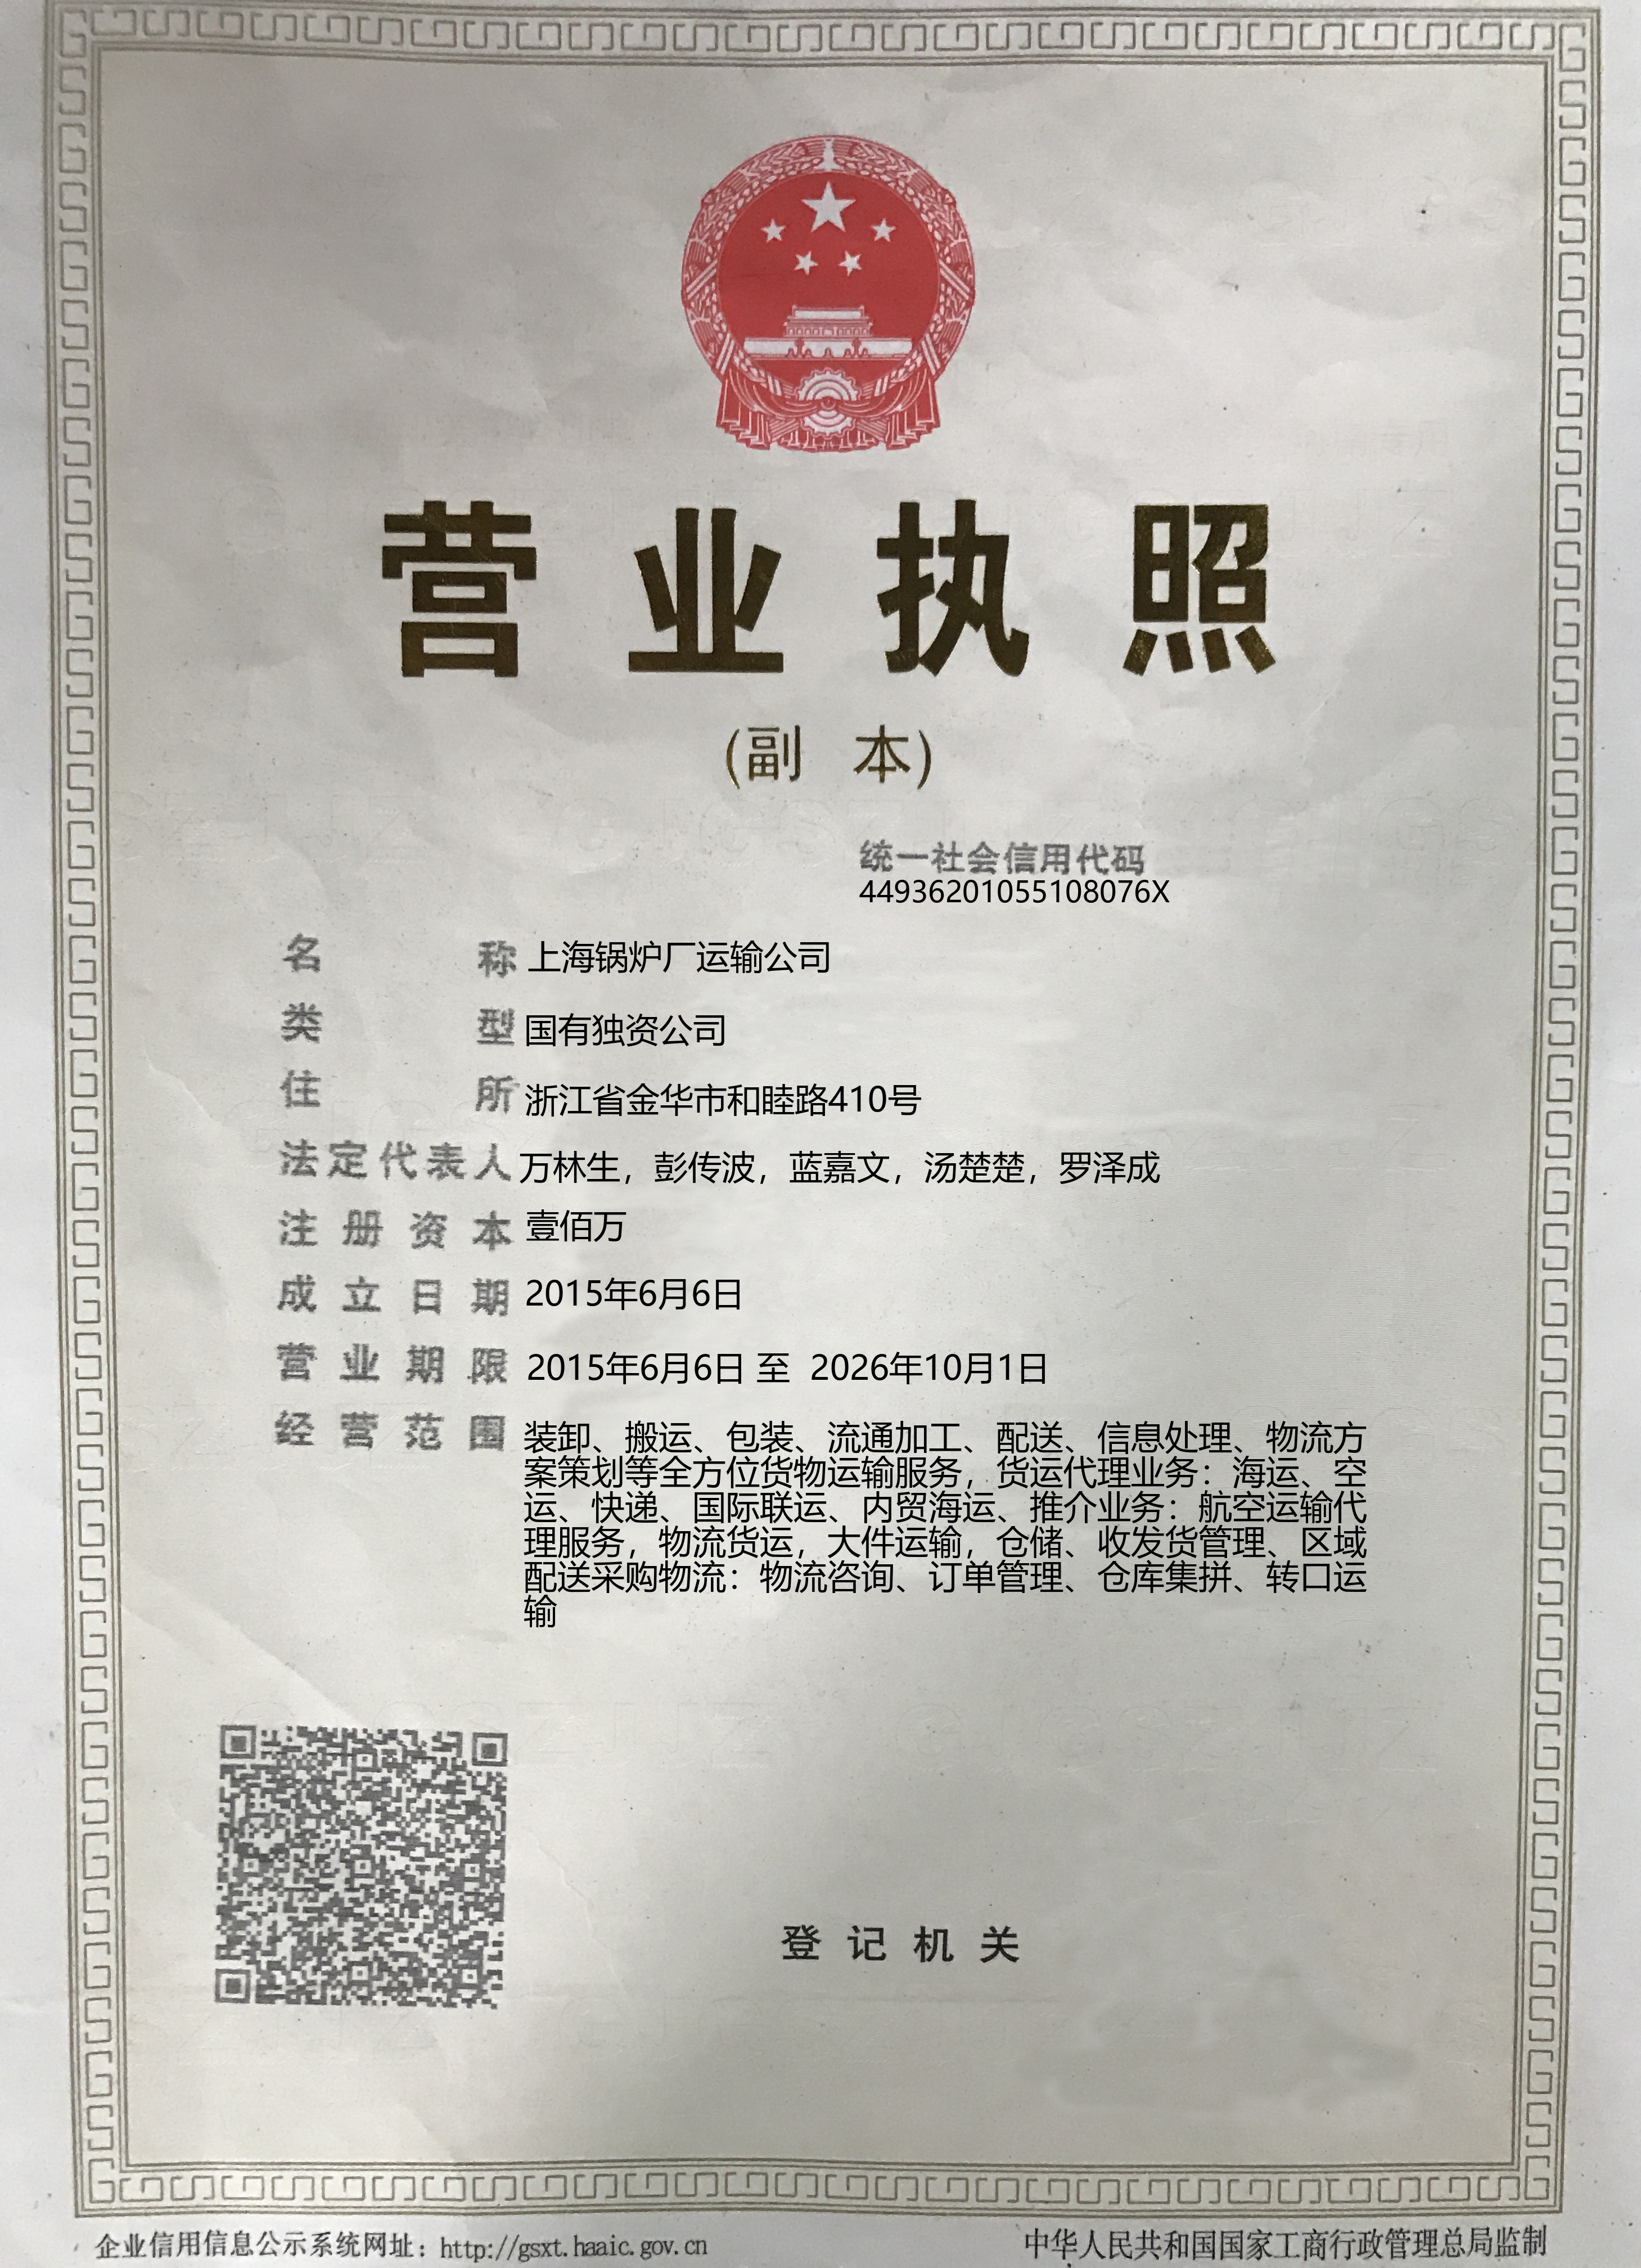 营业执照
(副 本)
统一社会信用代码
44936201055108076X
名 称 上海锅炉厂运输公司
类 型 国有独资公司
住 所 浙江省金华市和睦路410号
法定代表人 万林生，彭传波，蓝嘉文，汤楚楚，罗泽成
注册资本 壹佰万
成立日期 2015年6月6日
营业期限 2015年6月6日 至 2026年10月1日
经营范围 装卸、搬运、包装、流通加工、配送、信息处理、物流方
案策划等全方位货物运输服务，货运代理业务：海运、空
运、快递、国际联运、内贸海运、推介业务：航空运输代
理服务，物流货运，大件运输，仓储、收发货管理、区域
配送采购物流：物流咨询、订单管理、仓库集拼、转口运
输
登记机关
企业信用信息公示系统网址：http://gsxt.haaic.gov.cn
中华人民共和国国家工商行政管理总局监制